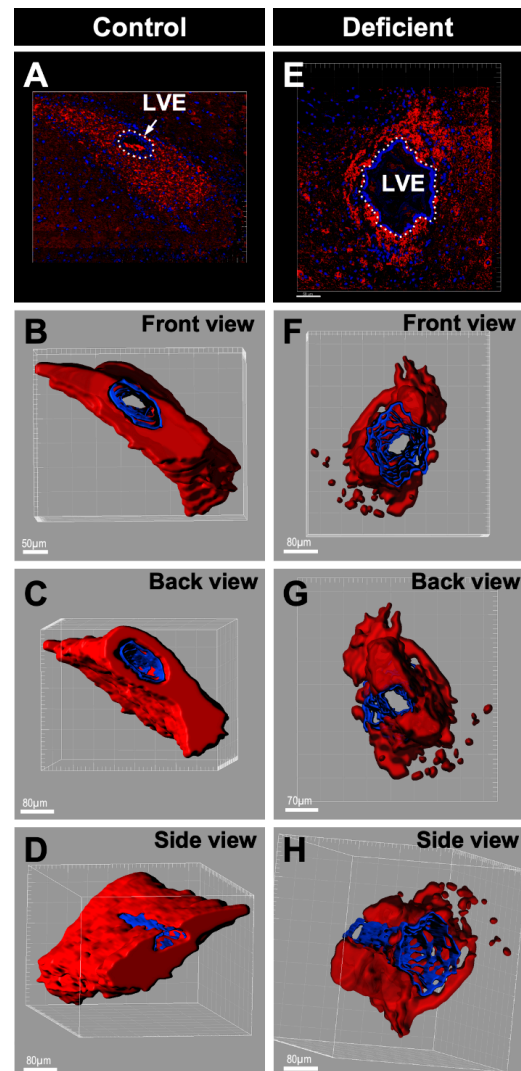 Control
Deficient
A
LVE
E
LVE
B
Front view
50µm
F
Front view
80µm
C
Back view
80µm
G
Back view
70µm
D
Side view
80µm
H
Side view
80µm